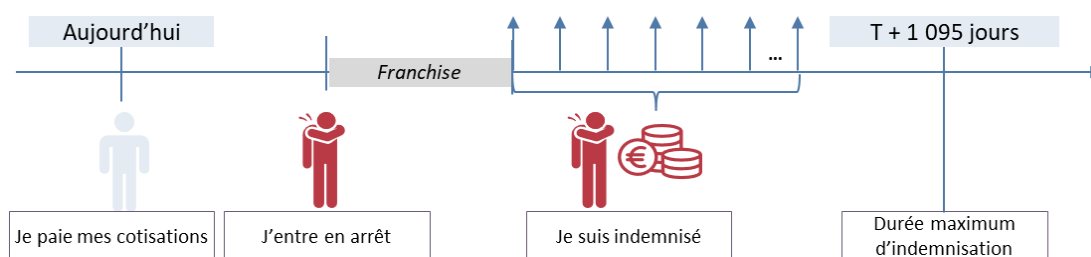 Aujourd'hui
T + 1 095 jours
...
Franchise
€
Je paie mes cotisations
J'entre en arrêt
Je suis indemnisé
Durée maximum
d'indemnisation